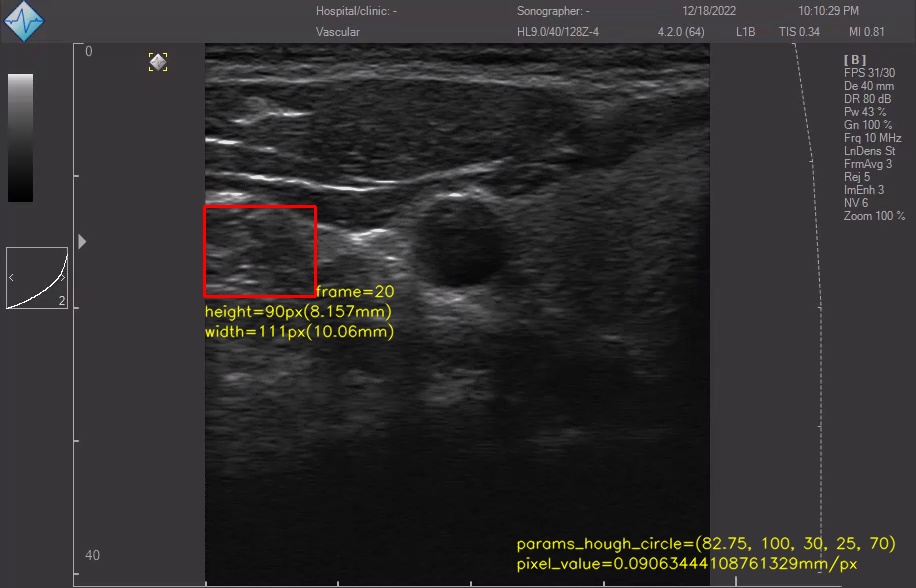 Hospital/clinic: - Sonographer: - 12/18/2022 10:10:29 PM
Vascular HL9.0/40/128Z-4 4.2.0 (64) L1B TIS 0.34 MI 0.81
0
[ B ]
FPS 31/30
De 40 mm
DR 80 dB
Pw 43 %
Gn 100 %
Frq 10 MHz
LnDens St
FrmAvg 3
Rej 5
ImEnh 3
NV 6
Zoom 100 %
2
frame=20
height=90px(8.157mm)
width=111px(10.06mm)
40
params_hough_circle=(82.75, 100, 30, 25, 70)
pixel_value=0.09063444108761329mm/px